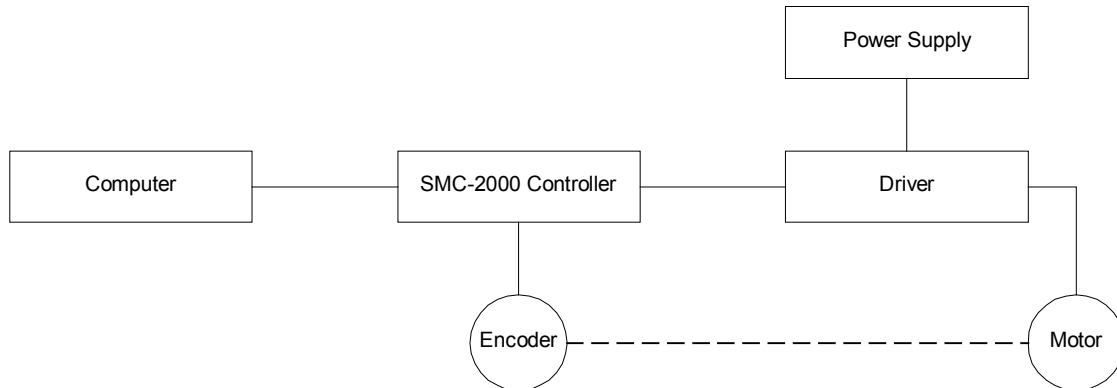 Power Supply
Computer
SMC-2000 Controller
Driver
Encoder
Motor